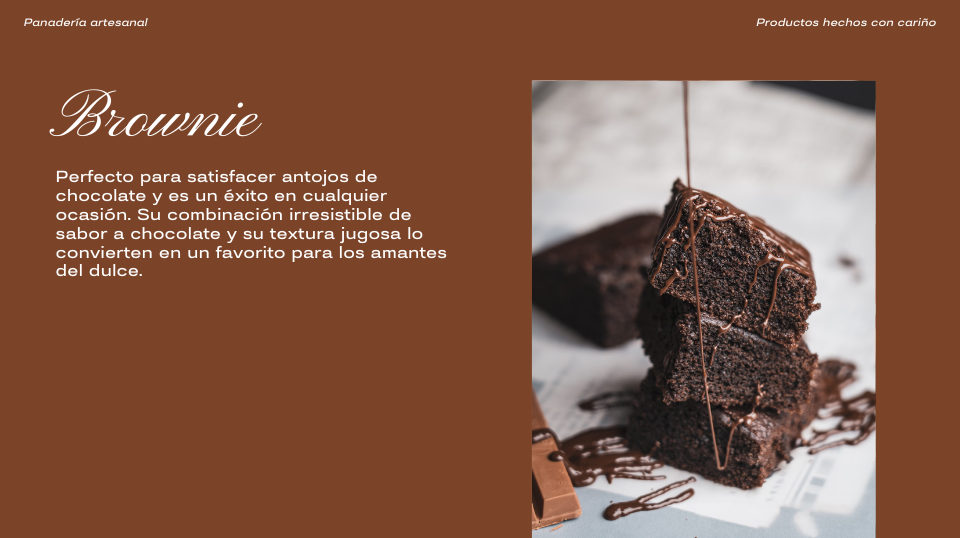 Panadería artesanal
Productos hechos con cariño
Brownie
Perfecto para satisfacer antojos de
chocolate y es un éxito en cualquier
ocasión. Su combinación irresistible de
sabor a chocolate y su textura jugosa lo
convierten en un favorito para los amantes
del dulce.